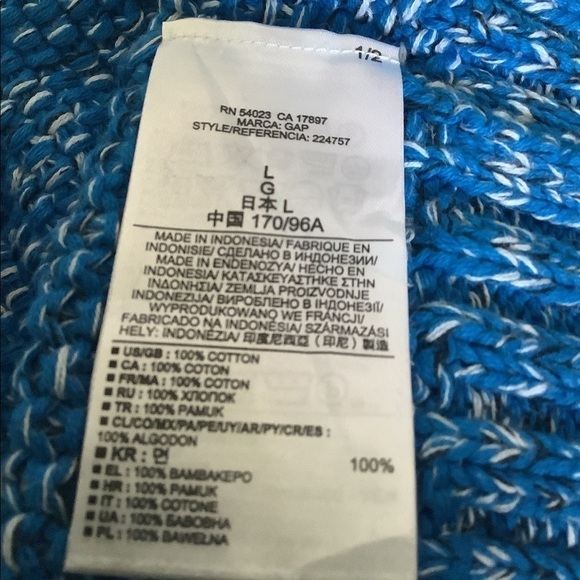 1/2
RN 54023 CA 17897
MARCA: GAP
STYLE/REFERENCIA: 224757
L
G
日本 L
中国 170/96A
MADE IN INDONESIA/ FABRIQUE EN
INDONESIE/ СДЕЛАНО В ИНДОНЕЗИИ/
MADE IN ENDOEZYA/ HECHO EN
INDONESIA/ ΚΑΤΑΣΚΕΥΑΣΤΗΚΕ ΣΤΗΝ
ΙΝΔΟΝΗΣΙΑ/ ZEMLJA PROIZVODNJE
INDONEZIJA/ ВИРОБЛЕНО В ІНДОНЕЗІЇ/
WYPRODUKOWANO WE FRANCJI/
FABRICADO NA INDONÉSIA/ SZÁRMAZÁSI
HELY: INDONÉZIA/ 印度尼西亞 (印尼) 製造
■ US/GB : 100% COTTON
■ CA : 100% COTON
■ FR/MA : 100% COTON
■ RU : 100% ХЛОПОК
■ TR : 100% PAMUK
■ CL/CO/MX/PA/PE/UY/AR/PY/CR/ES :
100% ALGODON
■ KR : 면 100%
■ EL : 100% ΒΑΜΒΑΚΕΡΟ
■ HR : 100% PAMUK
■ IT : 100% COTONE
■ UA : 100% БАВОВНА
■ PL : 100% BAWEŁNA